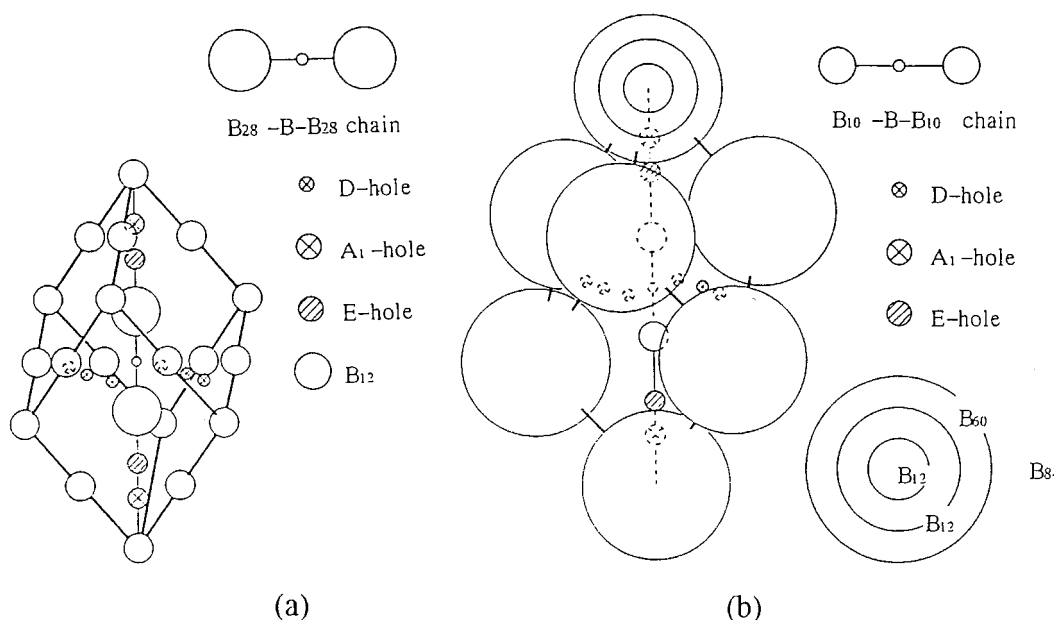 B28 -B-B28 chain
D-hole
A1-hole
E-hole
B12
(a)
B10 -B-B10 chain
D-hole
A1-hole
E-hole
B60
B12
B12
(b)